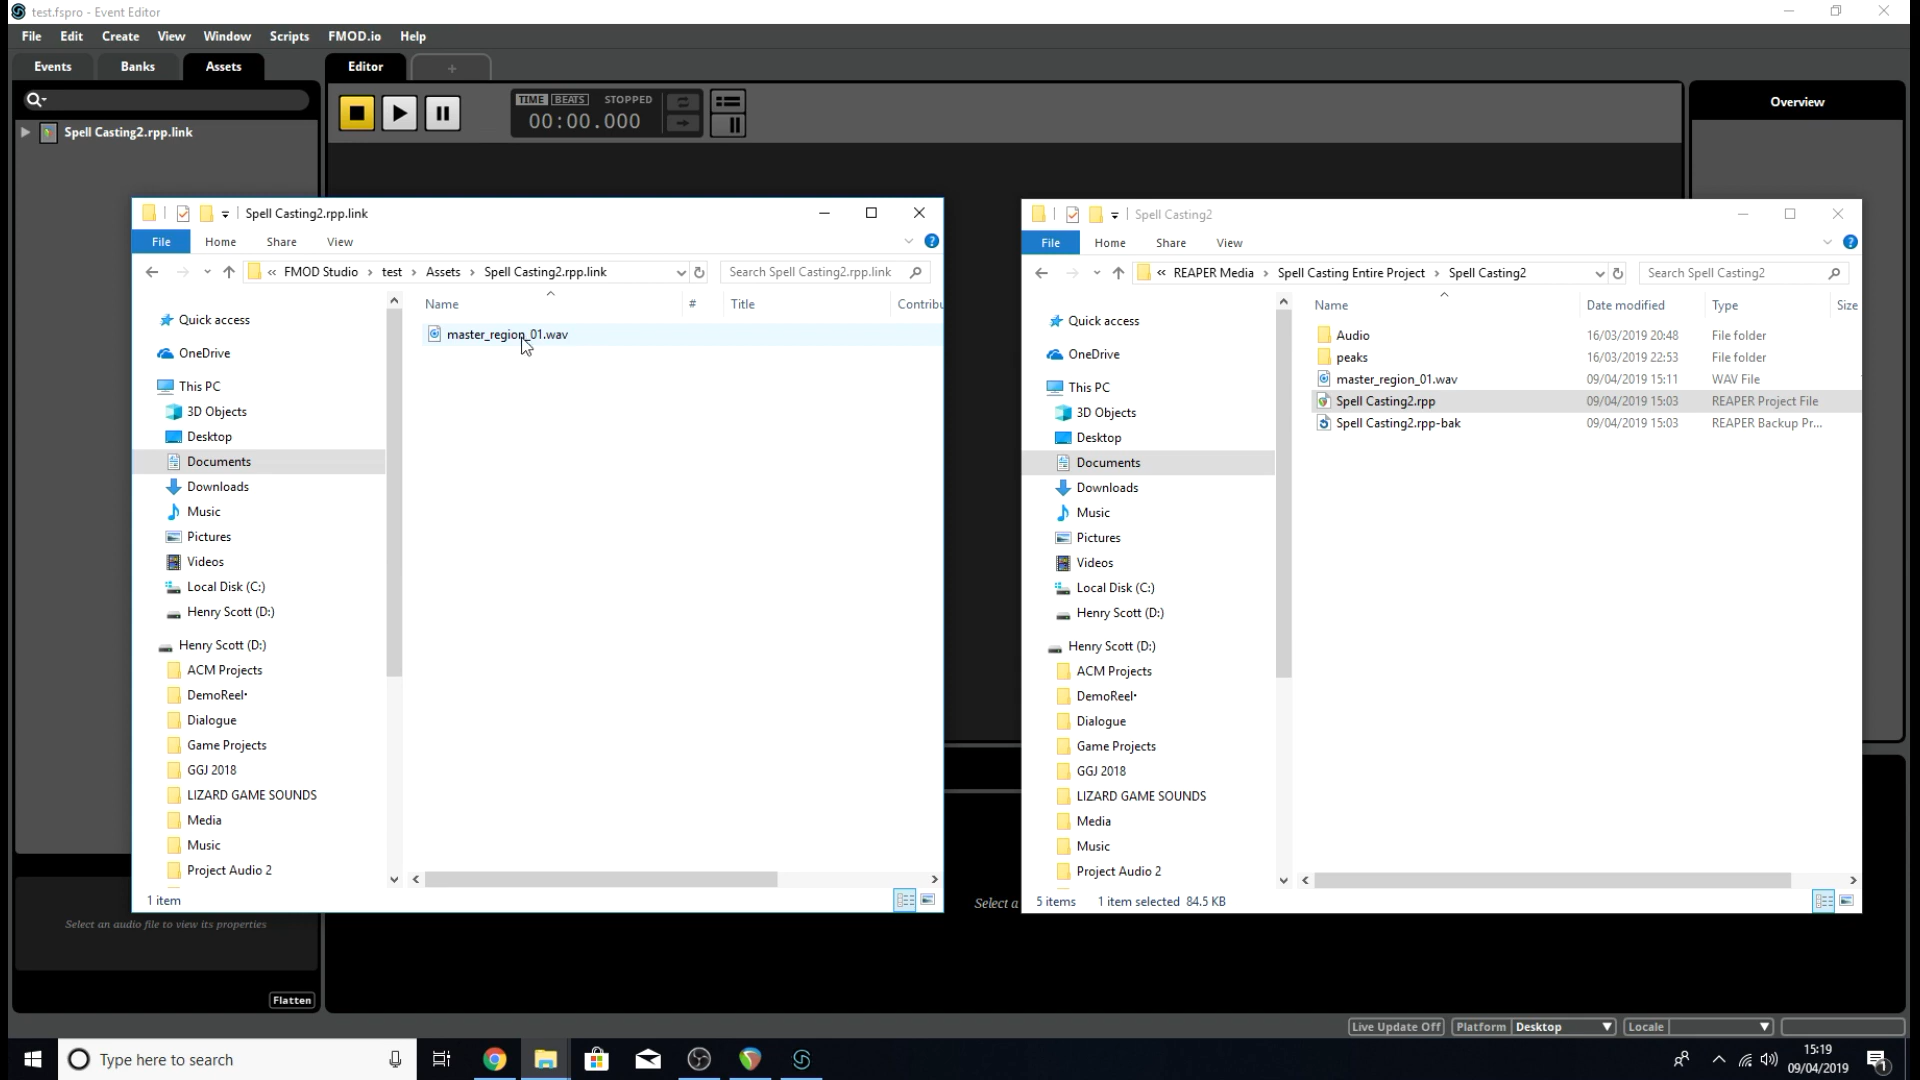 test.fspro - Event Editor
File Edit Create View Window Scripts FMOD.io Help
Events Banks Assets Editor +
TIME BEATS STOPPED
00:00.000
Overview
Spell Casting2.rpp.link
Spell Casting2.rpp.link
File Home Share View
« FMOD Studio › test › Assets › Spell Casting2.rpp.link
Search Spell Casting2.rpp.link
Name # Title Contribu
master_region_01.wav
Quick access
OneDrive
This PC
3D Objects
Desktop
Documents
Downloads
Music
Pictures
Videos
Local Disk (C:)
Henry Scott (D:)
Henry Scott (D:)
ACM Projects
DemoReel•
Dialogue
Game Projects
GGJ 2018
LIZARD GAME SOUNDS
Media
Music
Project Audio 2
1 item
Spell Casting2
File Home Share View
« REAPER Media › Spell Casting Entire Project › Spell Casting2
Search Spell Casting2
Name Date modified Type Size
Audio 16/03/2019 20:48 File folder
peaks 16/03/2019 22:53 File folder
master_region_01.wav 09/04/2019 15:11 WAV File
Spell Casting2.rpp 09/04/2019 15:03 REAPER Project File
Spell Casting2.rpp-bak 09/04/2019 15:03 REAPER Backup Pr...
Quick access
OneDrive
This PC
3D Objects
Desktop
Documents
Downloads
Music
Pictures
Videos
Local Disk (C:)
Henry Scott (D:)
Henry Scott (D:)
ACM Projects
DemoReel•
Dialogue
Game Projects
GGJ 2018
LIZARD GAME SOUNDS
Media
Music
Project Audio 2
5 items 1 item selected 84.5 KB
Select a
Select an audio file to view its properties
Flatten
Live Update Off Platform Desktop Locale
Type here to search
15:19
09/04/2019
1